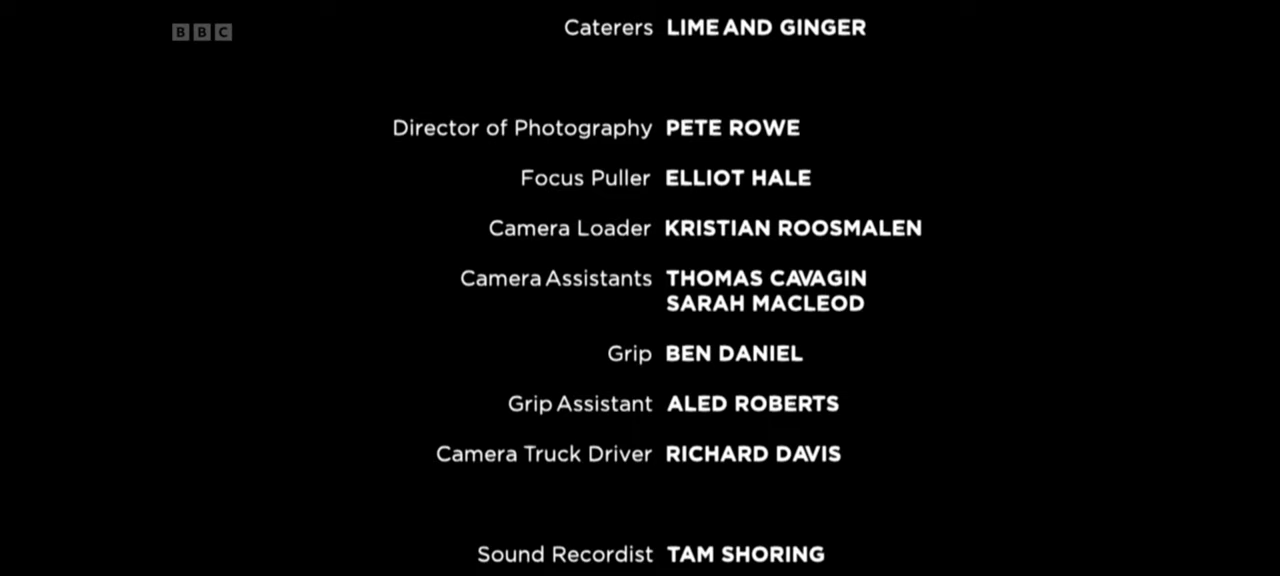 BBC
Caterers LIME AND GINGER
Director of Photography PETE ROWE
Focus Puller ELLIOT HALE
Camera Loader KRISTIAN ROOSMALEN
Camera Assistants THOMAS CAVAGIN
SARAH MACLEOD
Grip BEN DANIEL
Grip Assistant ALED ROBERTS
Camera Truck Driver RICHARD DAVIS
Sound Recordist TAM SHORING